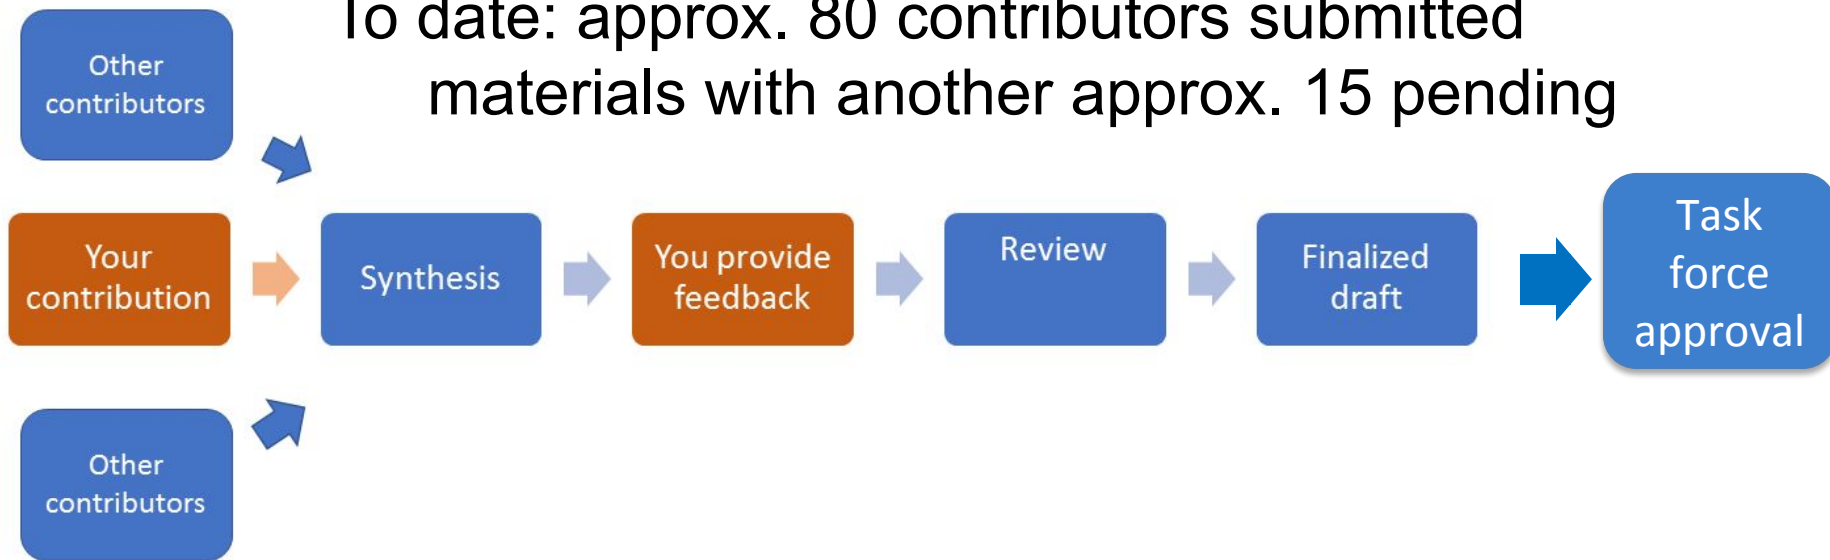 To date: approx. 80 contributors submitted
materials with another approx. 15 pending
Other
contributors
Your
contribution
Synthesis
You provide
feedback
Review
Finalized
draft
Task
force
approval
Other
contributors